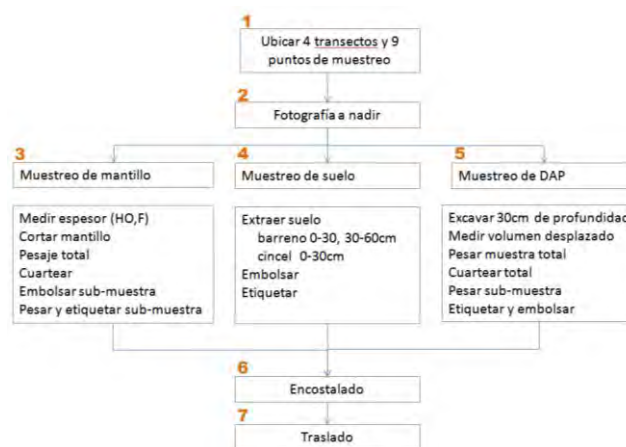 1
Ubicar 4 transectos y 9
puntos de muestreo
2
Fotografía a nadir
3
Muestreo de mantillo
4
Muestreo de suelo
5
Muestreo de DAP
Medir espesor (HO,F)
Cortar mantillo
Pesaje total
Cuartear
Embolsar sub-muestra
Pesar y etiquetar sub-muestra
Extraer suelo
barreno 0-30, 30-60cm
cincel 0-30cm
Embolsar
Etiquetar
Excavar 30cm de profundidad
Medir volumen desplazado
Pesar muestra total
Cuartear total
Pesar sub-muestra
Etiquetar y embolsar
6
Encostalado
7
Traslado